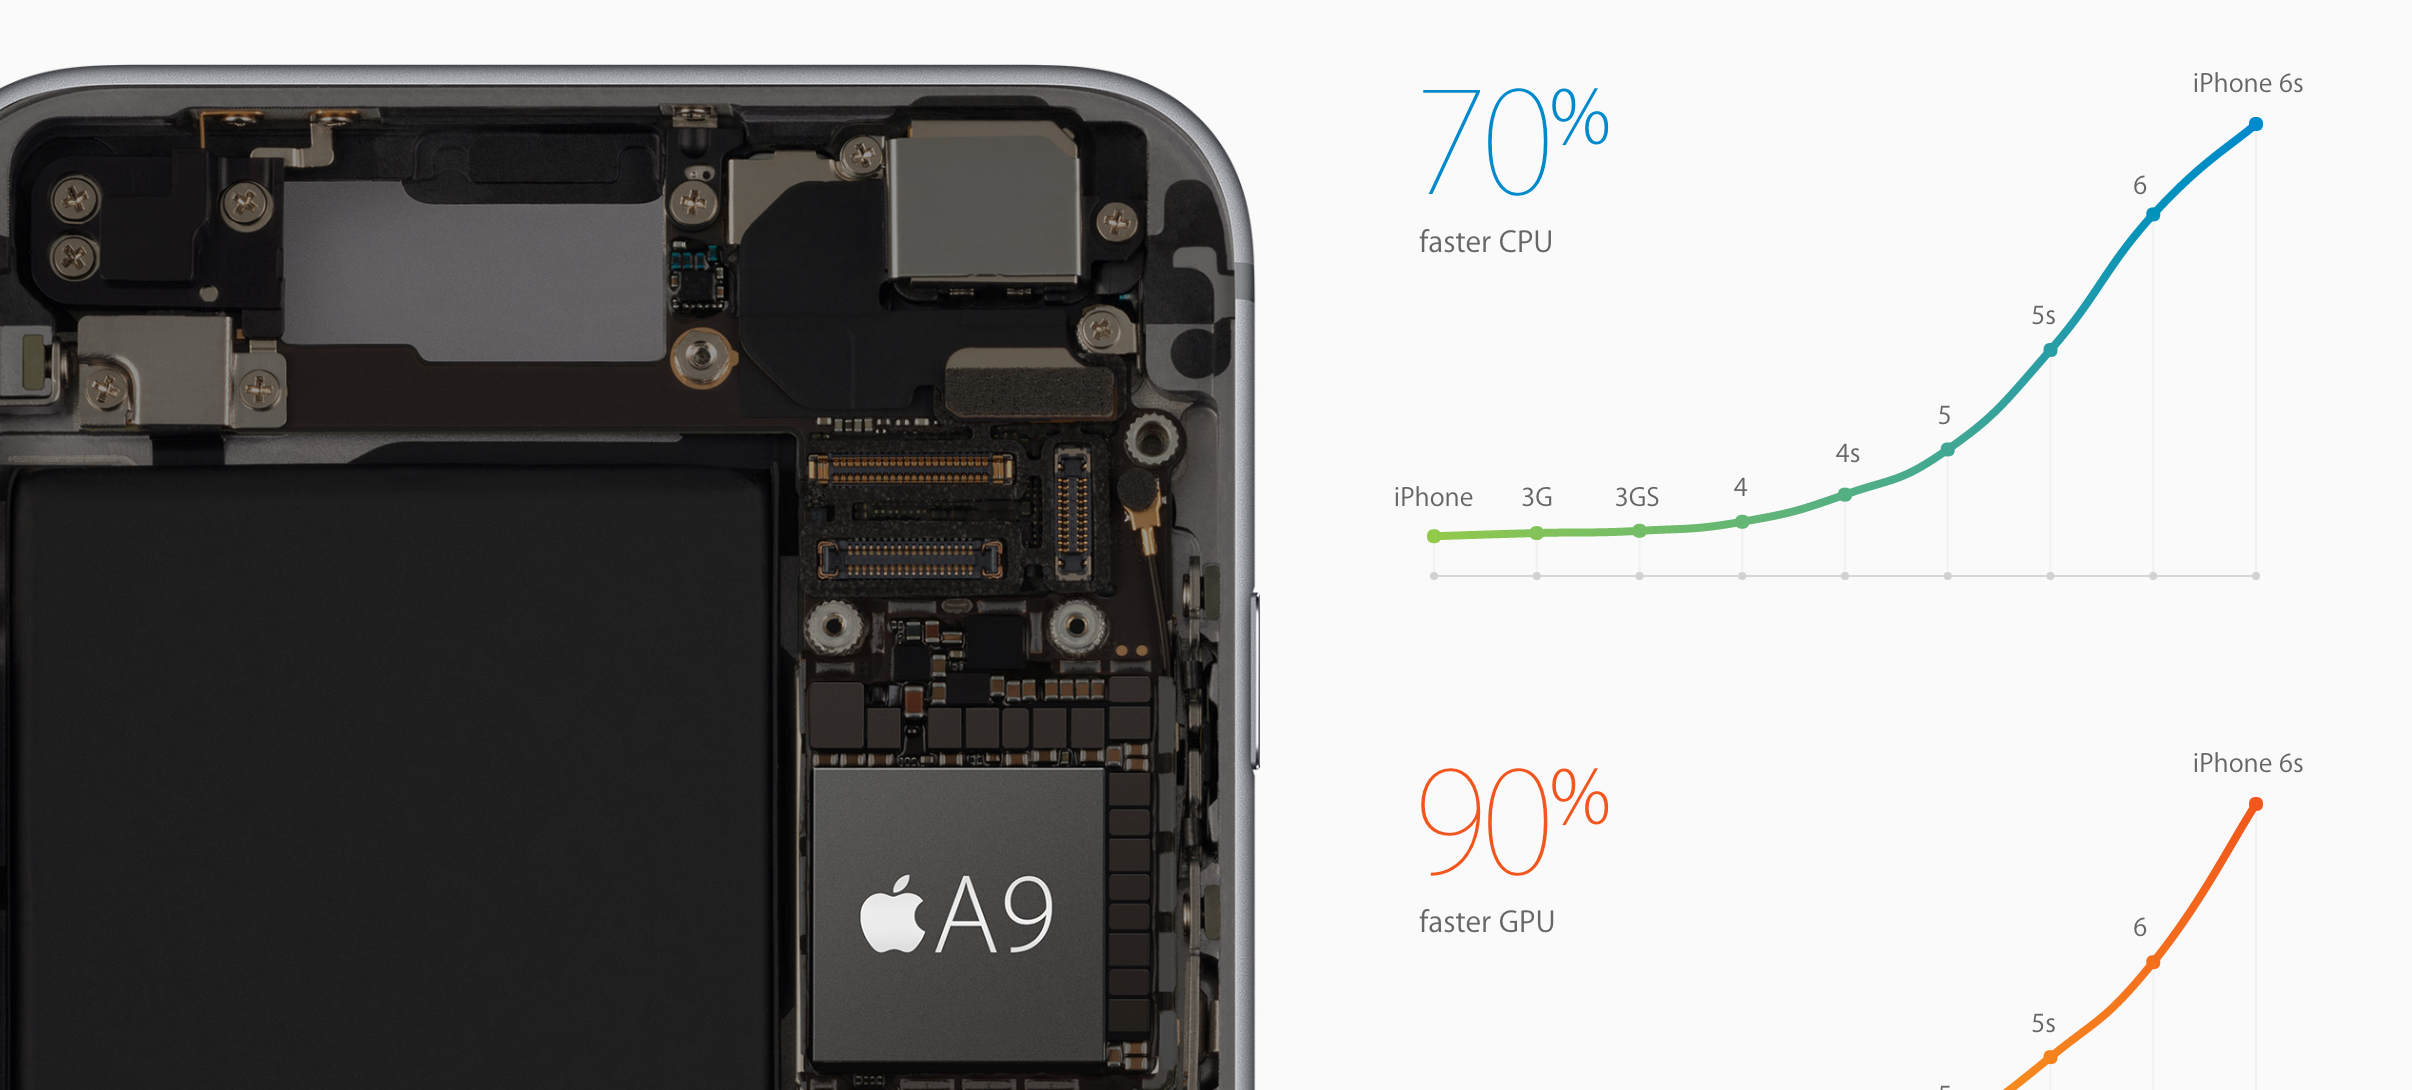 A9
70%
faster CPU
iPhone
3G
3GS
4
4s
5
5s
6
iPhone 6s
90%
faster GPU
5s
6
iPhone 6s